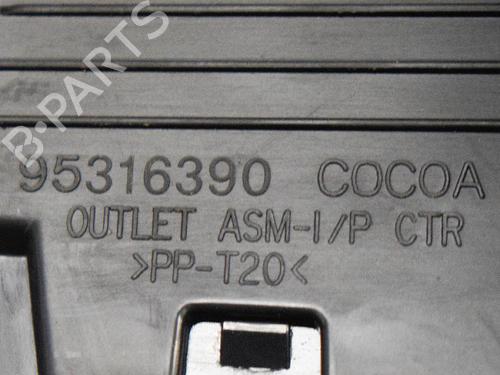 B-PARTS
95316390 COCOA
OUTLET ASM-I/P CTR
>PP-T20<